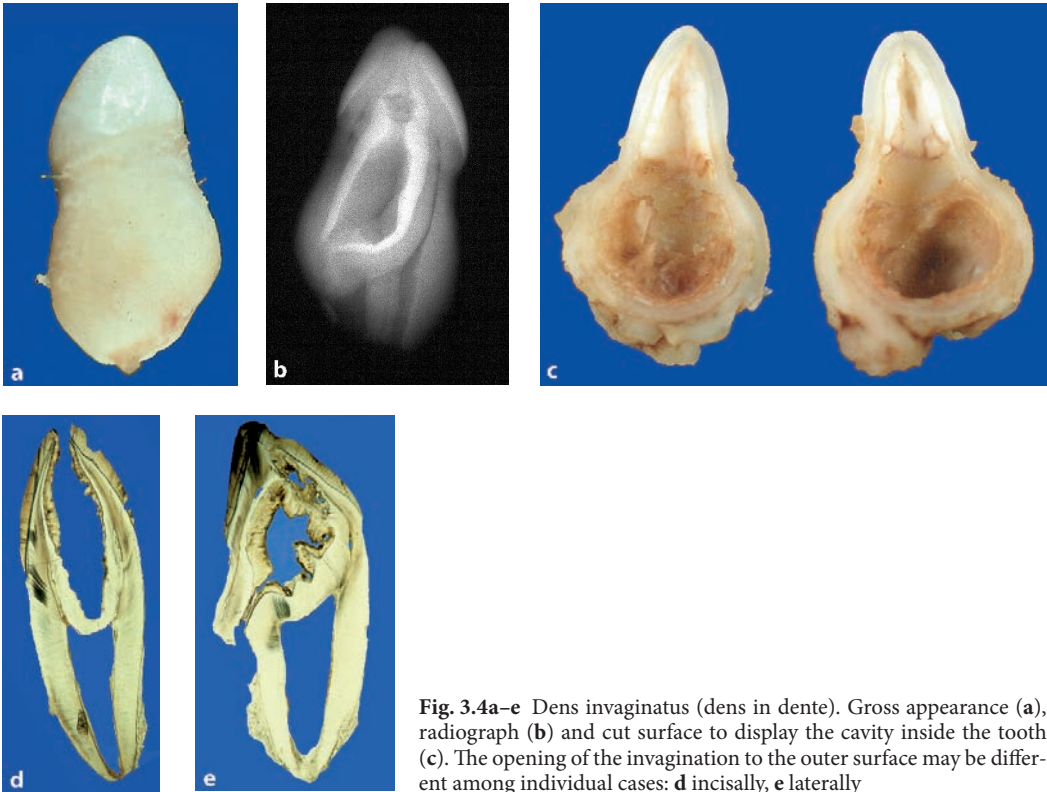 a
b
c
d
e
Fig. 3.4a–e Dens invaginatus (dens in dente). Gross appearance (a),
radiograph (b) and cut surface to display the cavity inside the tooth
(c). The opening of the invagination to the outer surface may be differ-
ent among individual cases: d incisally, e laterally